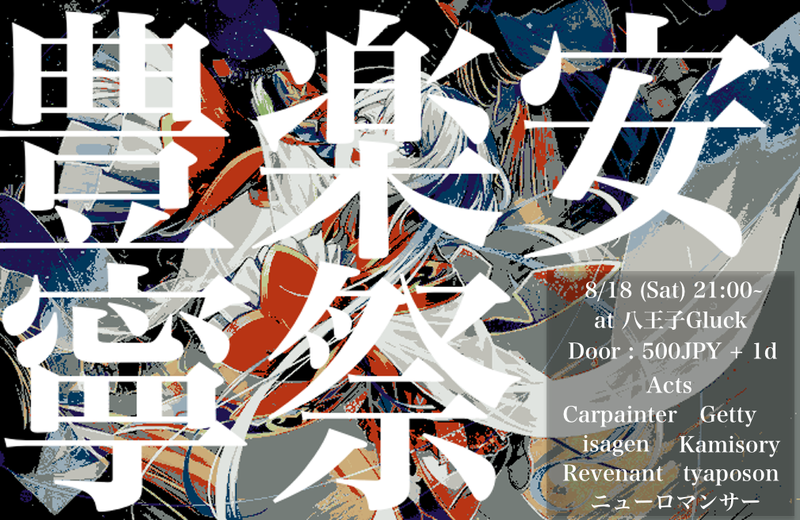 安
楽祭
豊寧
8/18 (Sat) 21:00~
at 八王子Gluck
Door : 500JPY + 1d
Acts
Carpainter Getty
isagen Kamisory
Revenant tyaposon
ニューロマンサー